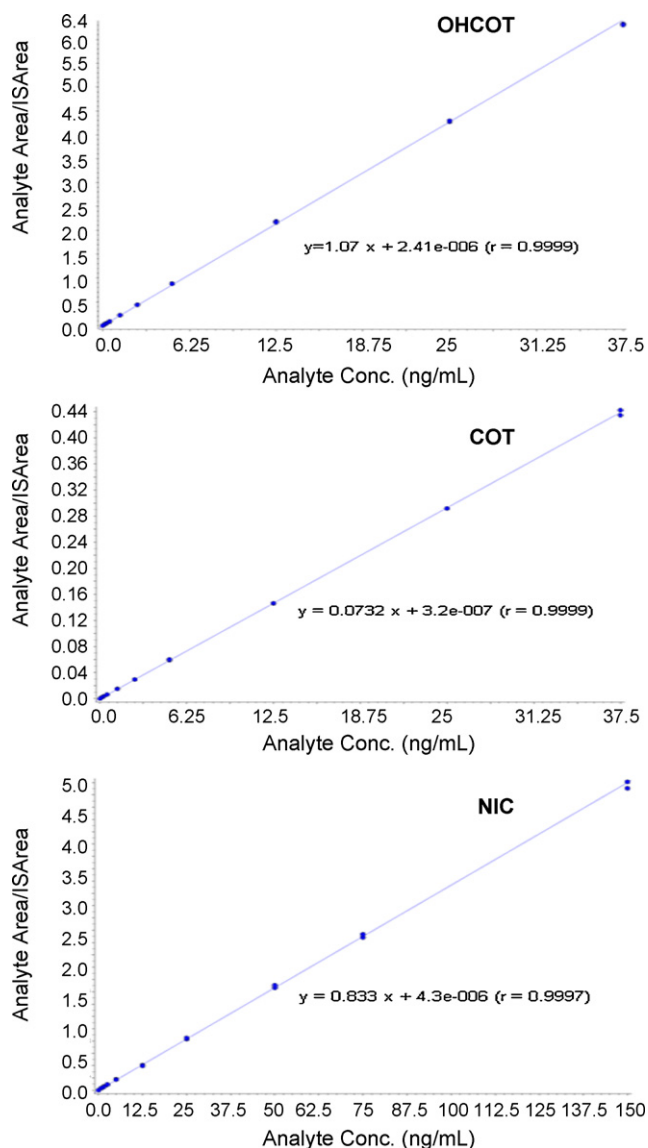 OHCOT
Analyte Area/ISArea
6.4
6.0
5.5
4.5
3.5
3.0
2.5
2.0
1.0
0.5
0.0
y=1.07 x + 2.41e-006 (r = 0.9999)
0.0 6.25 12.5 18.75 25 31.25 37.5
Analyte Conc. (ng/mL)
COT
Analyte Area/ISArea
0.44
0.40
0.36
0.32
0.28
0.24
0.20
0.16
0.12
0.08
0.04
0.0
y = 0.0732 x + 3.2e-007 (r = 0.9999)
0.0 6.25 12.5 18.75 25 31.25 37.5
Analyte Conc. (ng/mL)
NIC
Analyte Area/ISArea
5.0
4.5
3.5
3.0
2.5
2.0
1.5
1.0
0.5
0.0
y = 0.833 x + 4.3e-006 (r = 0.9997)
0.0 12.5 25 37.5 50 62.5 75 87.5 100 112.5 125 137.5 150
Analyte Conc. (ng/mL)